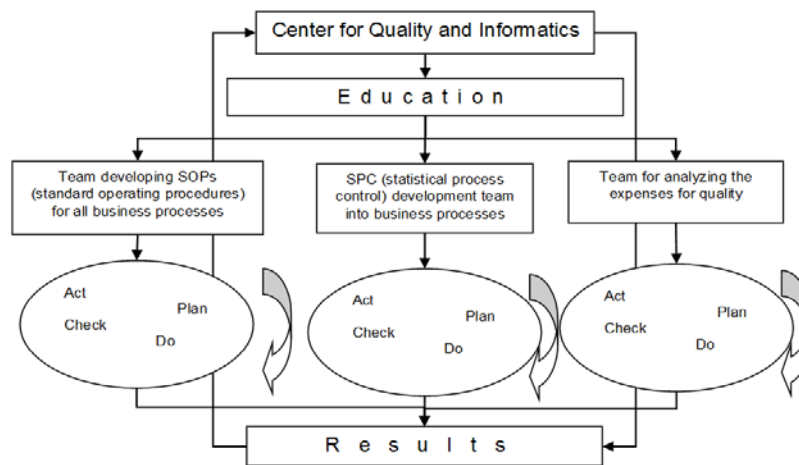 Center for Quality and Informatics
Education
Team developing SOPs
(standard operating procedures)
for all business processes
SPC (statistical process
control) development team
into business processes
Team for analyzing the
expenses for quality
Act
Plan
Check
Do
Act
Plan
Check
Do
Act
Plan
Check
Do
Results